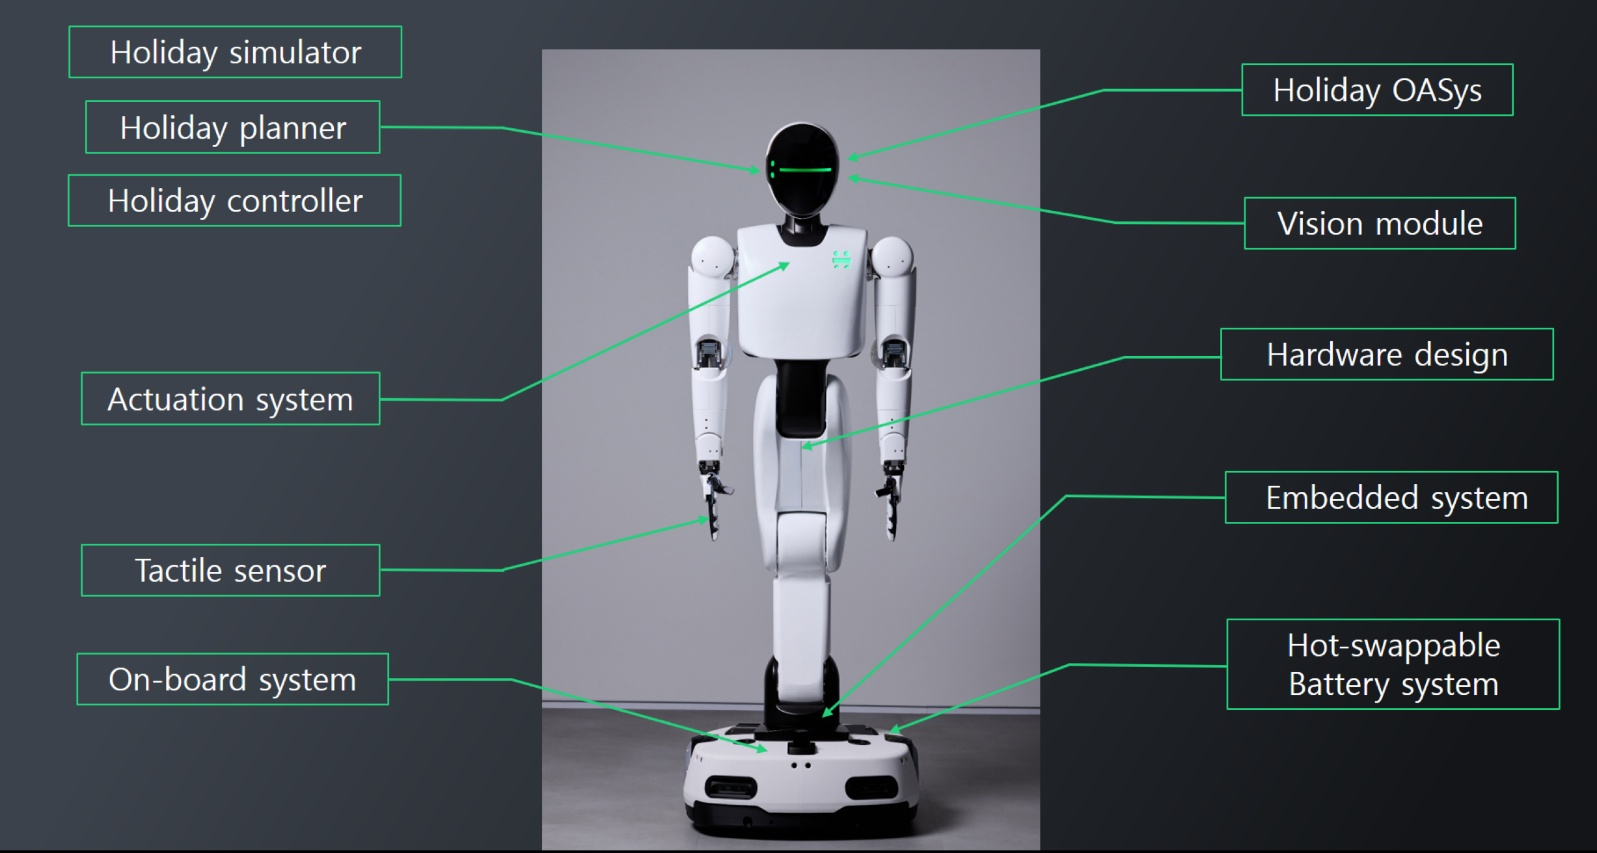 Holiday simulator
Holiday planner
Holiday controller
Actuation system
Tactile sensor
On-board system
Holiday OASys
Vision module
Hardware design
Embedded system
Hot-swappable
Battery system